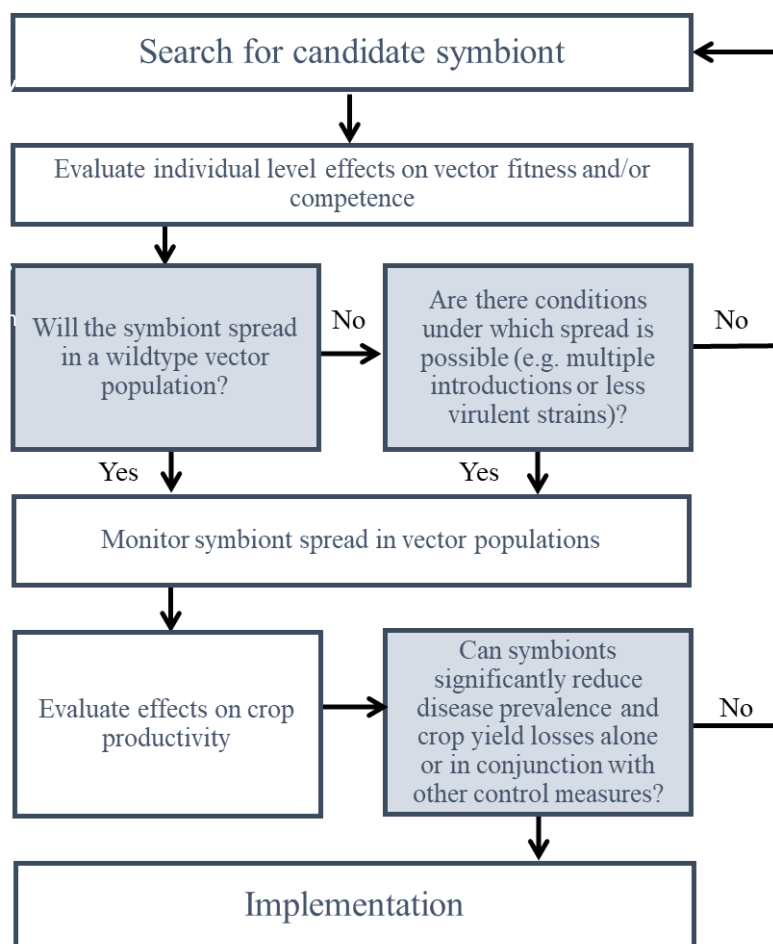 Search for candidate symbiont
Evaluate individual level effects on vector fitness and/or
competence
Will the symbiont spread
in a wildtype vector
population?
No
Are there conditions
under which spread is
possible (e.g. multiple
introductions or less
virulent strains)?
No
Yes
Yes
Monitor symbiont spread in vector populations
Evaluate effects on crop
productivity
Can symbionts
significantly reduce
disease prevalence and
crop yield losses alone
or in conjunction with
other control measures?
No
Implementation